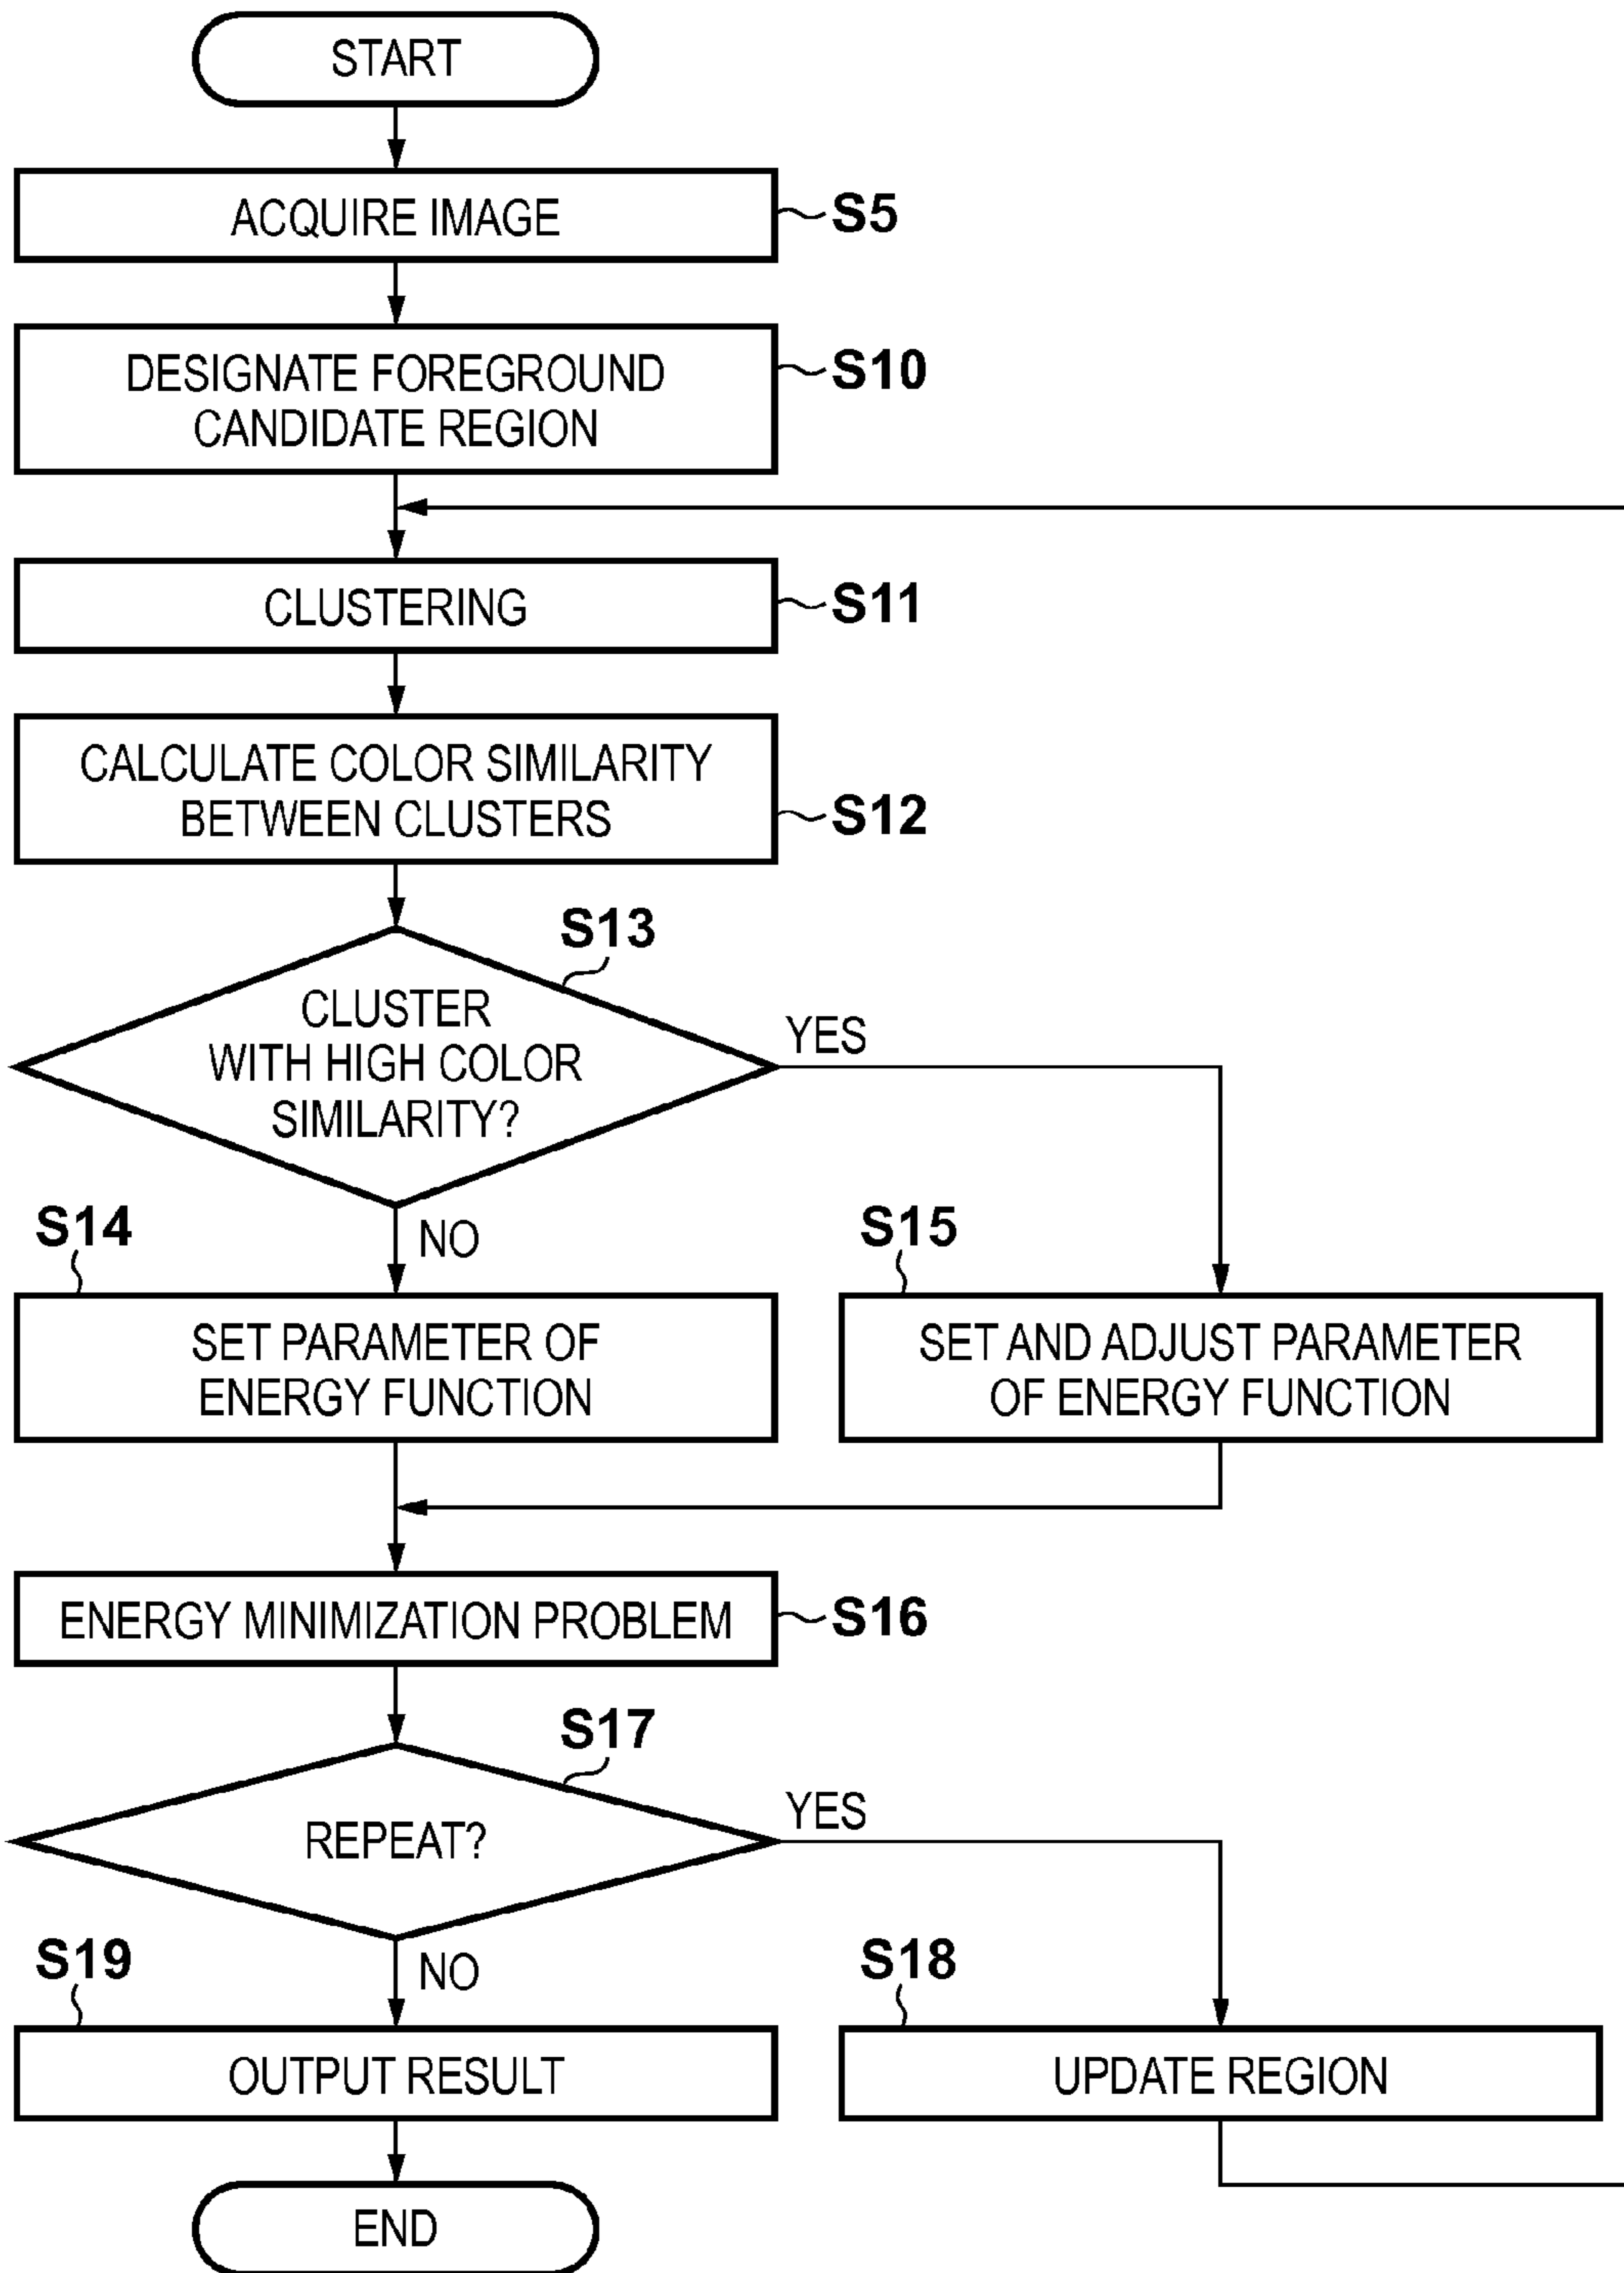 START
ACQUIRE IMAGE
S5
DESIGNATE FOREGROUND
CANDIDATE REGION
S10
CLUSTERING
S11
CALCULATE COLOR SIMILARITY
BETWEEN CLUSTERS
S12
S13
CLUSTER
WITH HIGH COLOR
SIMILARITY?
YES
NO
S14
SET PARAMETER OF
ENERGY FUNCTION
S15
SET AND ADJUST PARAMETER
OF ENERGY FUNCTION
ENERGY MINIMIZATION PROBLEM
S16
S17
REPEAT?
YES
NO
S19
OUTPUT RESULT
S18
UPDATE REGION
END